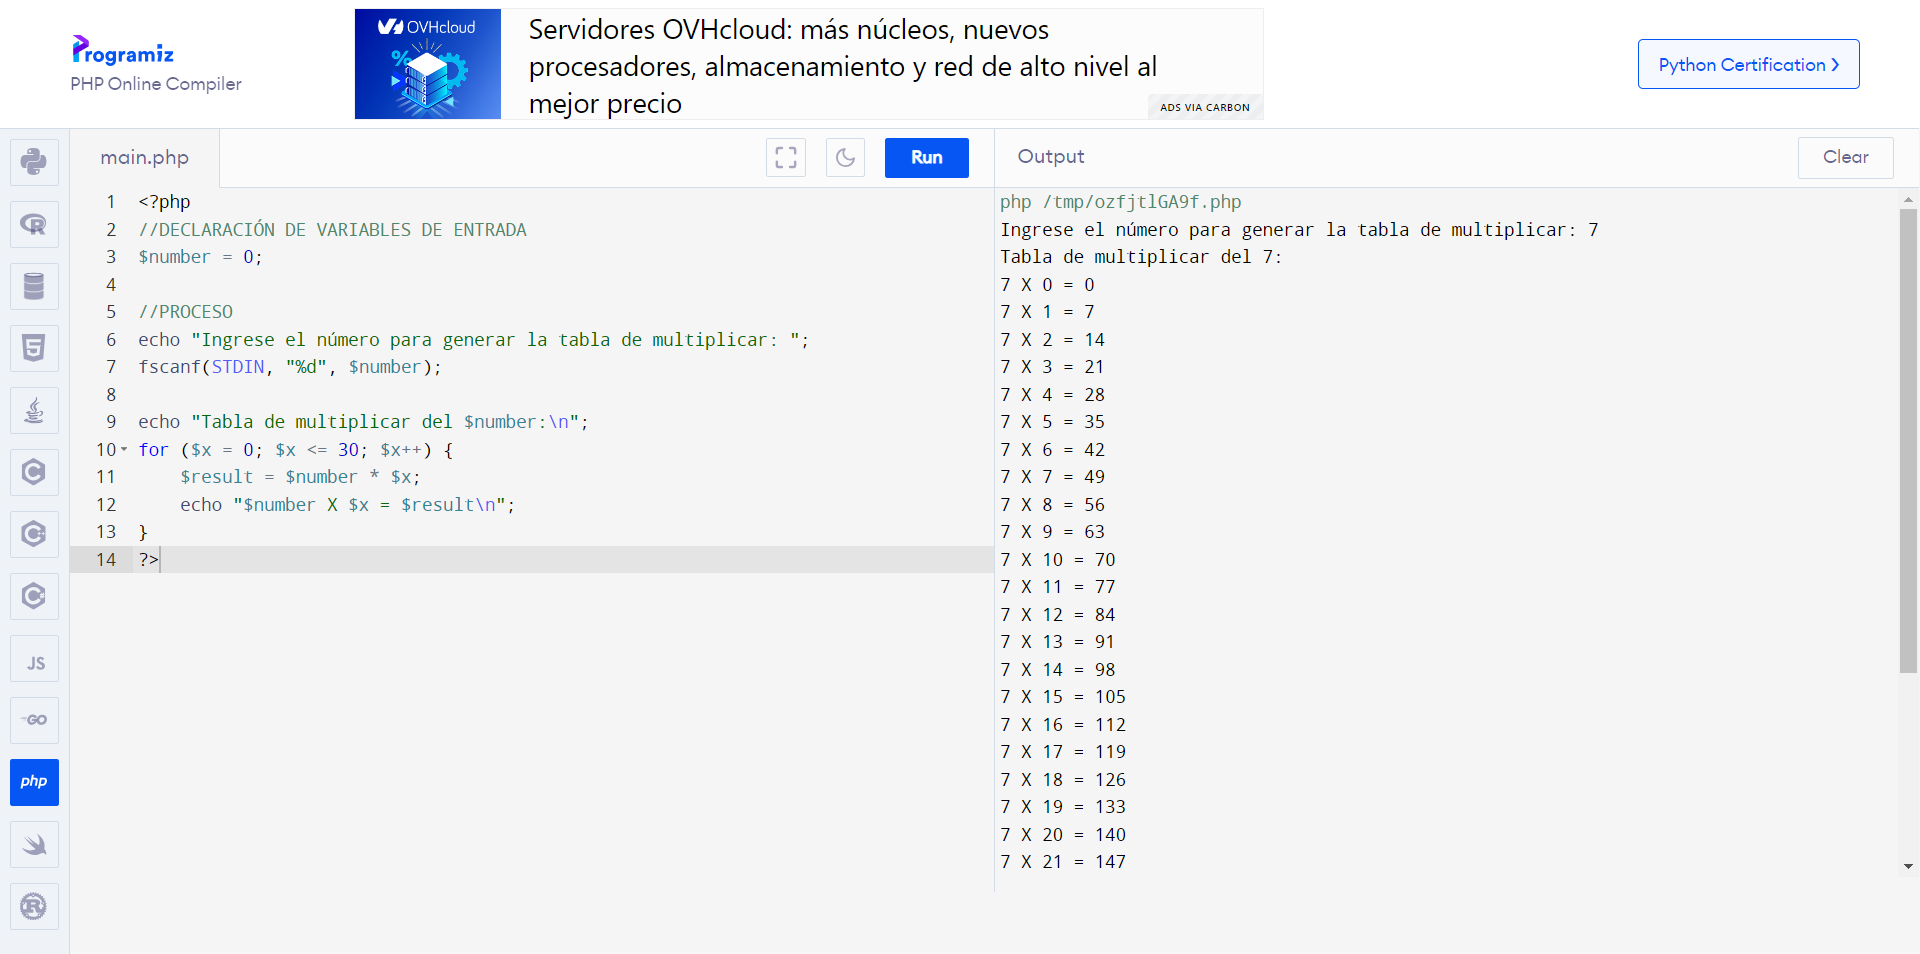 Programiz
PHP Online Compiler
OVHcloud
%
Servidores OVHcloud: más núcleos, nuevos
procesadores, almacenamiento y red de alto nivel al
mejor precio
ADS VIA CARBON
Python Certification
main.php
Run
Output
Clear
R
5
C
C
C
JS
GO
php
R
1 <?php
2 //DECLARACIÓN DE VARIABLES DE ENTRADA
3 $number = 0;
4
5 //PROCESO
6 echo "Ingrese el número para generar la tabla de multiplicar: ";
7 fscanf(STDIN, "%d", $number);
8
9 echo "Tabla de multiplicar del $number:\n";
10 for ($x = 0; $x <= 30; $x++) {
11     $result = $number * $x;
12     echo "$number X $x = $result\n";
13 }
14 ?>
php /tmp/ozfjtlGA9f.php
Ingrese el número para generar la tabla de multiplicar: 7
Tabla de multiplicar del 7:
7 X 0 = 0
7 X 1 = 7
7 X 2 = 14
7 X 3 = 21
7 X 4 = 28
7 X 5 = 35
7 X 6 = 42
7 X 7 = 49
7 X 8 = 56
7 X 9 = 63
7 X 10 = 70
7 X 11 = 77
7 X 12 = 84
7 X 13 = 91
7 X 14 = 98
7 X 15 = 105
7 X 16 = 112
7 X 17 = 119
7 X 18 = 126
7 X 19 = 133
7 X 20 = 140
7 X 21 = 147